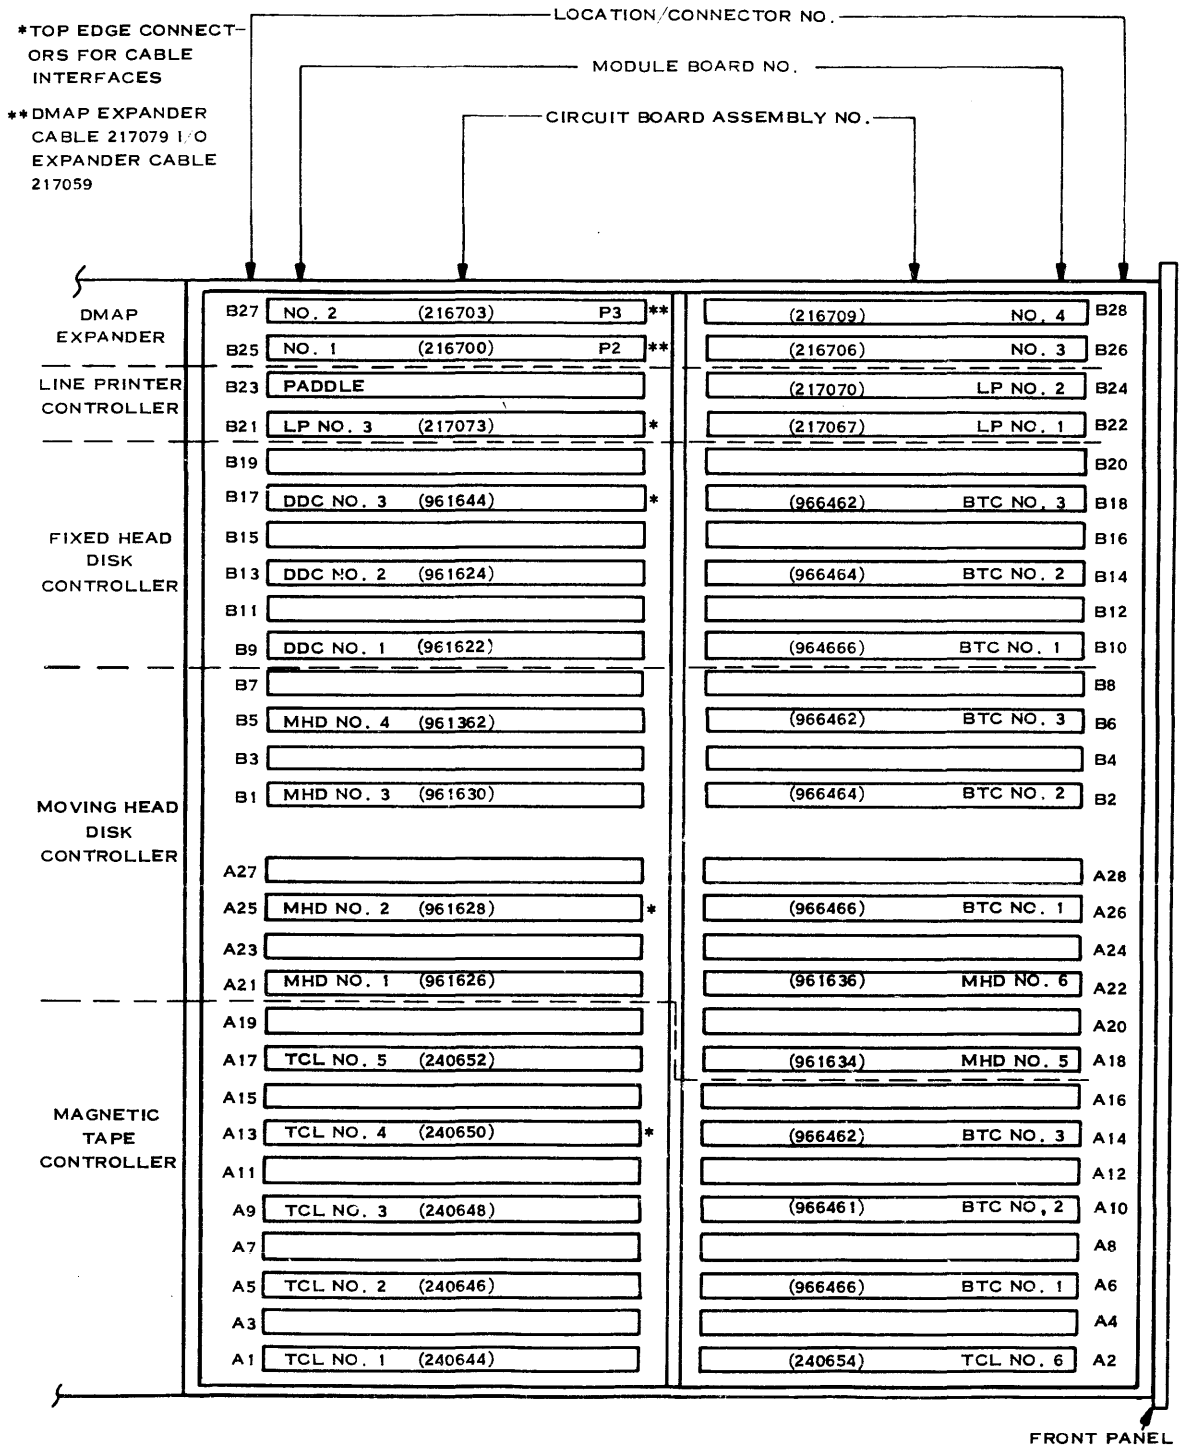 LOCATION/CONNECTOR NO.
*TOP EDGE CONNECT-
ORS FOR CABLE
INTERFACES
MODULE BOARD NO.
**DMAP EXPANDER
CABLE 217079 I/O
EXPANDER CABLE
217059
CIRCUIT BOARD ASSEMBLY NO.
DMAP
EXPANDER
B27 NO. 2 (216703) P3 ** (216709) NO. 4 B28
B25 NO. 1 (216700) P2 ** (216706) NO. 3 B26
LINE PRINTER
CONTROLLER
B23 PADDLE (217070) LP NO. 2 B24
B21 LP NO. 3 (217073) * (217067) LP NO. 1 B22
FIXED HEAD
DISK
CONTROLLER
B19 B20
B17 DDC NO. 3 (961644) * (966462) BTC NO. 3 B18
B15 B16
B13 DDC NO. 2 (961624) (966464) BTC NO. 2 B14
B11 B12
B9 DDC NO. 1 (961622) (964666) BTC NO. 1 B10
MOVING HEAD
DISK
CONTROLLER
B7 B8
B5 MHD NO. 4 (961362) (966462) BTC NO. 3 B6
B3 B4
B1 MHD NO. 3 (961630) (966464) BTC NO. 2 B2
A27 A28
A25 MHD NO. 2 (961628) * (966466) BTC NO. 1 A26
A23 A24
A21 MHD NO. 1 (961626) (961636) MHD NO. 6 A22
A19 A20
A17 TCL NO. 5 (240652) (961634) MHD NO. 5 A18
MAGNETIC
TAPE
CONTROLLER
A15 A16
A13 TCL NO. 4 (240650) * (966462) BTC NO. 3 A14
A11 A12
A9 TCL NO. 3 (240648) (966461) BTC NO. 2 A10
A7 A8
A5 TCL NO. 2 (240646) (966466) BTC NO. 1 A6
A3 A4
A1 TCL NO. 1 (240644) (240654) TCL NO. 6 A2
FRONT PANEL